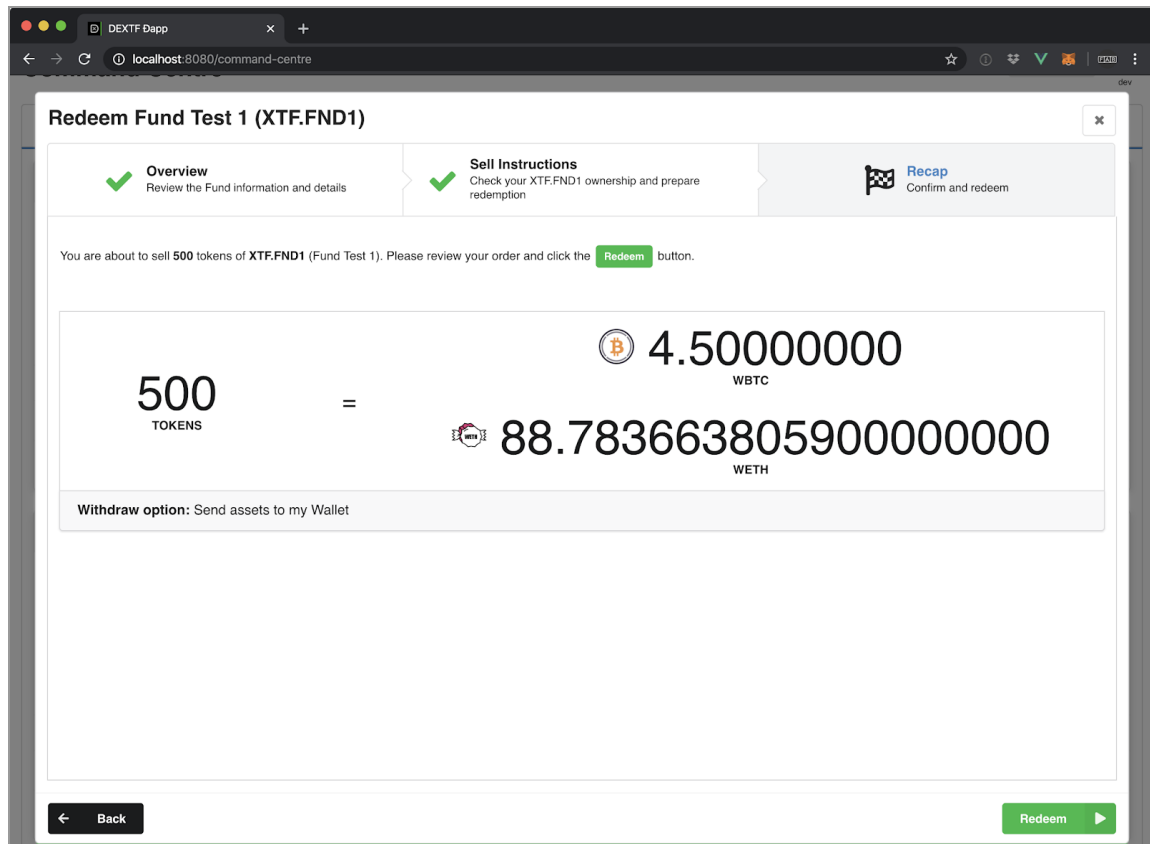 DEXTF Ðapp
localhost:8080/command-centre
dev
Redeem Fund Test 1 (XTF.FND1)
Overview
Review the Fund information and details
Sell Instructions
Check your XTF.FND1 ownership and prepare
redemption
Recap
Confirm and redeem
You are about to sell 500 tokens of XTF.FND1 (Fund Test 1). Please review your order and click the Redeem button.
4.50000000
WBTC
500
TOKENS
=
WETH
88.783663805900000000
WETH
Withdraw option: Send assets to my Wallet
Back
Redeem